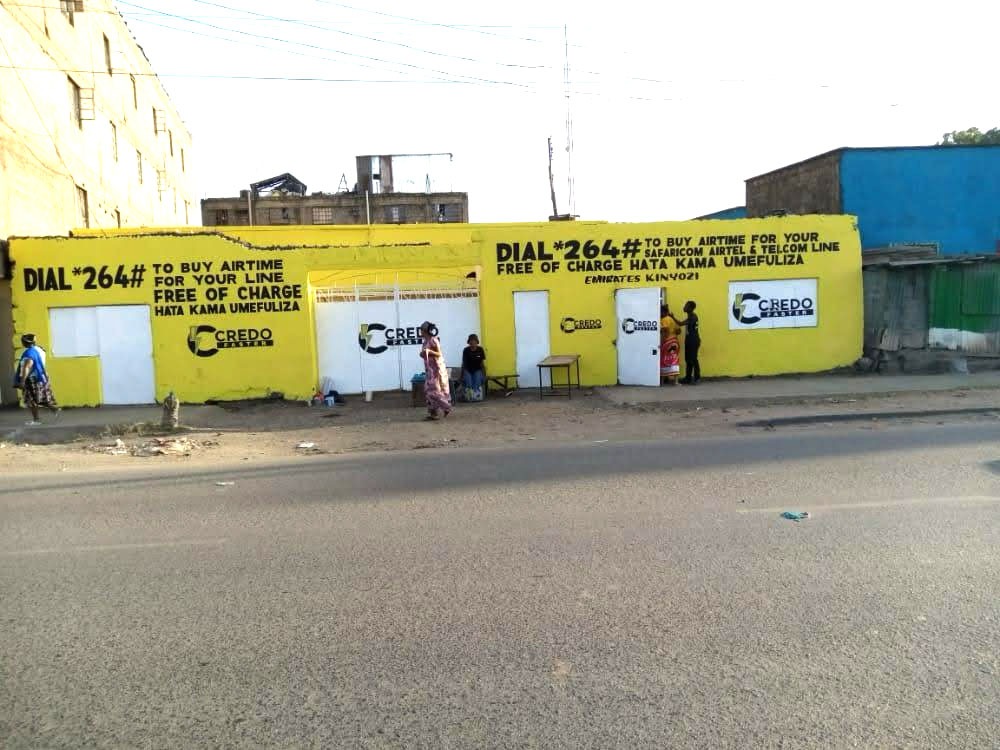 DIAL *264#
TO BUY AIRTIME
FOR YOUR LINE
FREE OF CHARGE
HATA KAMA UMEFULIZA
CREDO
FASTER
CREDO
DIAL *264#
TO BUY AIRTIME FOR YOUR
SAFARICOM AIRTEL & TELCOM LINE
FREE OF CHARGE HATA KAMA UMEFULIZA
EMIRATES KINYOZI
CREDO
FASTER
CREDO
FASTER
CREDO
FASTER